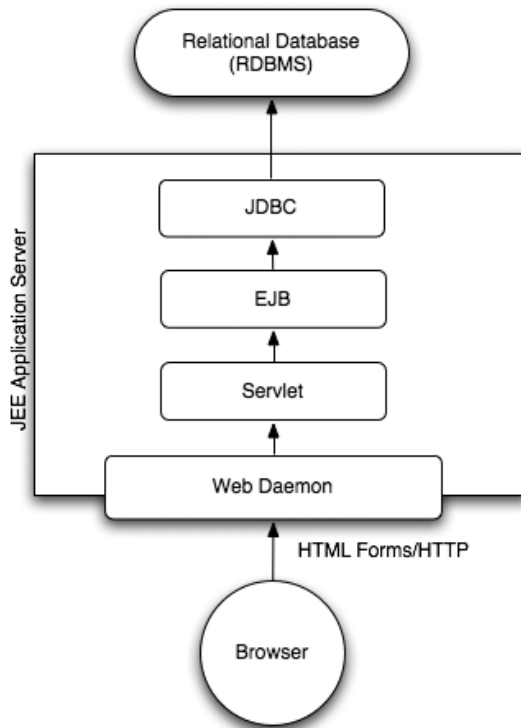 Relational Database
(RDBMS)
JEE Application Server
JDBC
EJB
Servlet
Web Daemon
HTML Forms/HTTP
Browser